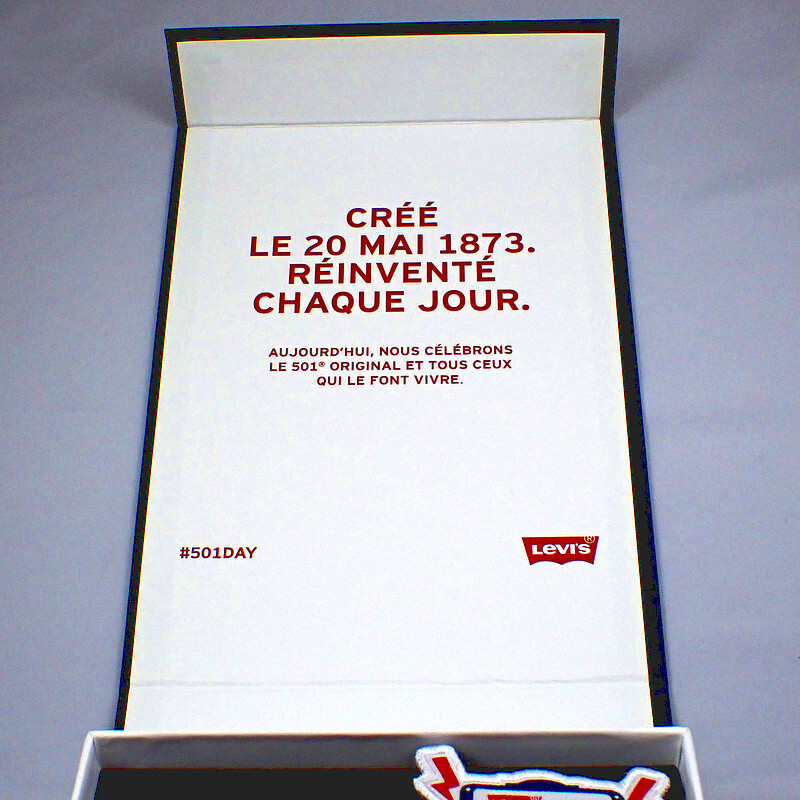 CRÉÉ
LE 20 MAI 1873.
RÉINVENTÉ
CHAQUE JOUR.
AUJOURD'HUI, NOUS CÉLÉBRONS
LE 501® ORIGINAL ET TOUS CEUX
QUI LE FONT VIVRE.
#501DAY
LEVI'S®